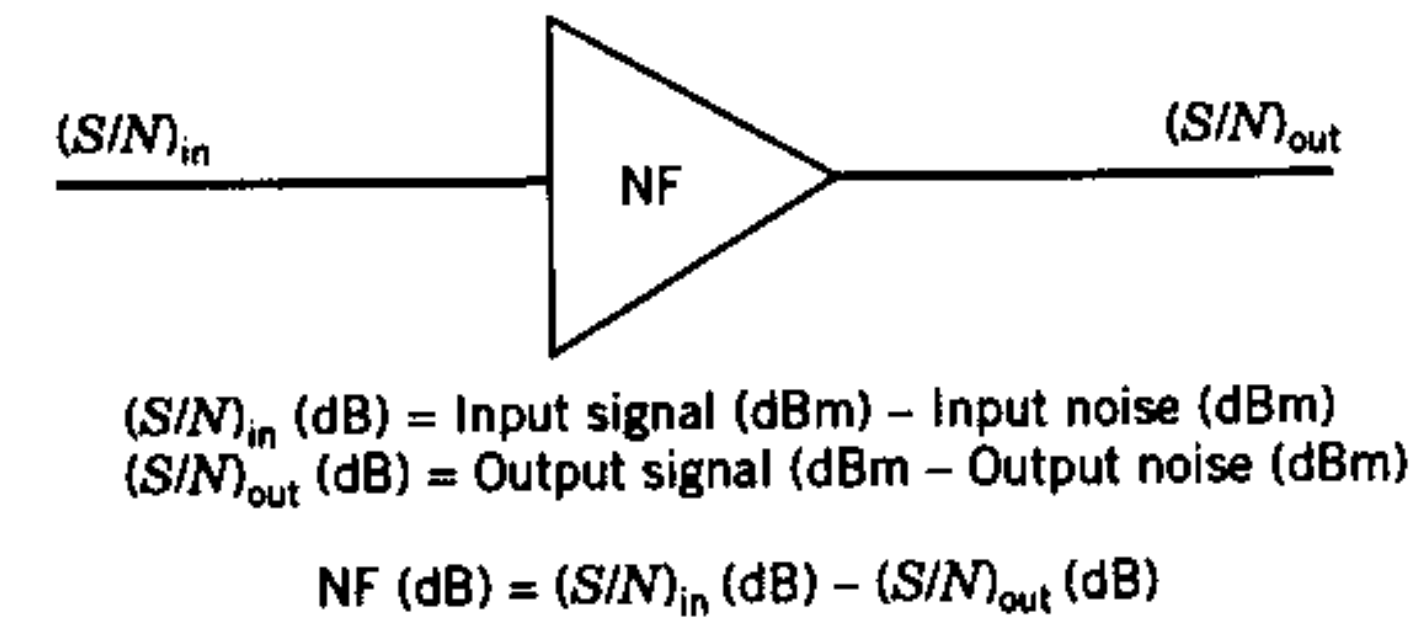 (S/N)in
(S/N)out
NF
(S/N)in (dB) = Input signal (dBm) – Input noise (dBm)
(S/N)out (dB) = Output signal (dBm – Output noise (dBm)
NF (dB) = (S/N)in (dB) – (S/N)out (dB)